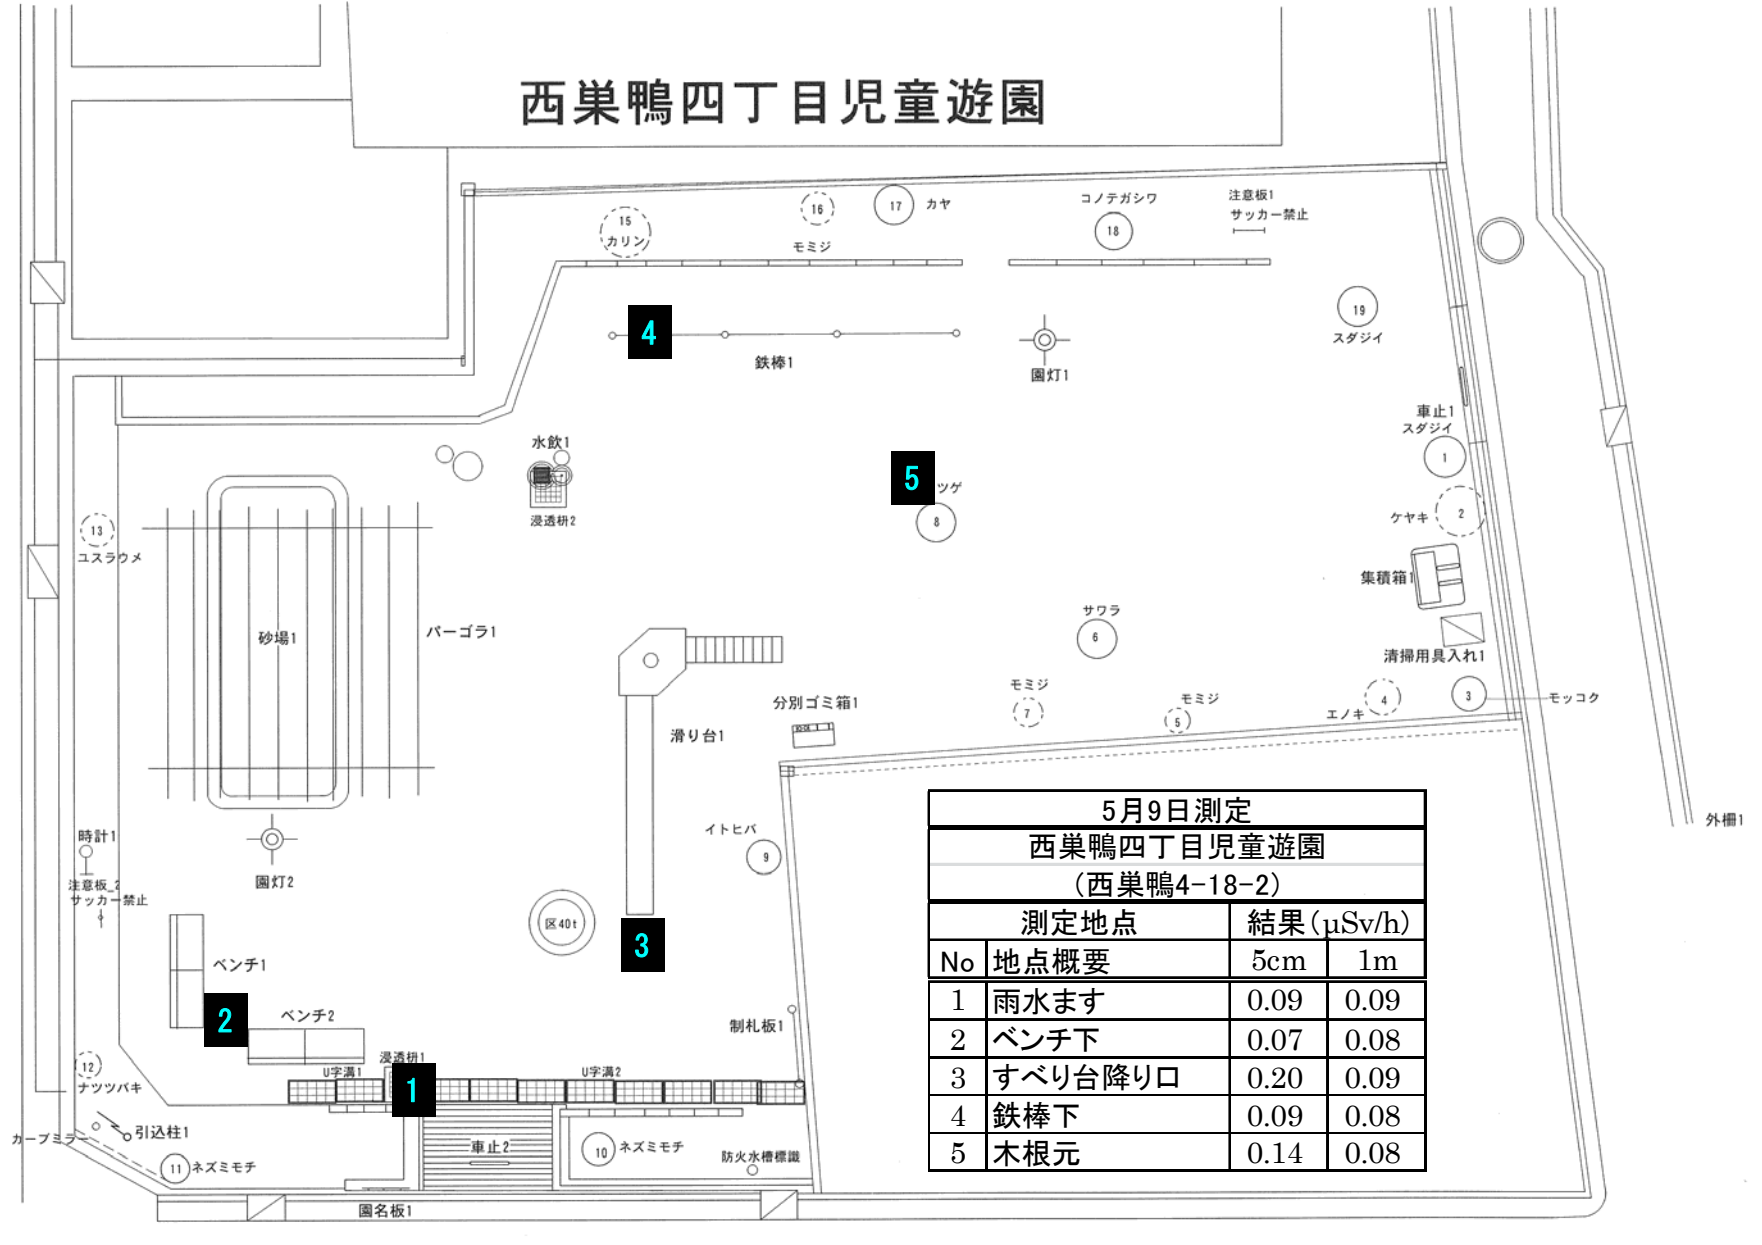 西巣鴨四丁目児童遊園
15
カリン
16
モミジ
17
カヤ
コノテガシワ
18
注意板1
サッカー禁止
4
鉄棒1
園灯1
19
スダジイ
車止1
スダジイ
1
水飲1
浸透枡2
5
ツゲ
8
ケヤキ
2
13
ユスラウメ
集積箱1
砂場1
パーゴラ1
サワラ
6
清掃用具入れ1
モミジ
7
モミジ
5
エノキ
4
3
モッコク
分別ゴミ箱1
滑り台1
外柵1
時計1
注意板_2
サッカー禁止
園灯2
イトヒバ
9
区40t
3
ベンチ1
2
ベンチ2
制札板1
浸透枡1
U字溝1
1
U字溝2
12
ナツツバキ
カーブミラー
引込柱1
11
ネズミモチ
車止2
10
ネズミモチ
防火水槽標識
園名板1
5月9日測定
西巣鴨四丁目児童遊園
(西巣鴨4-18-2)
測定地点 結果(μSv/h)
No 地点概要 5cm 1m
1 雨水ます 0.09 0.09
2 ベンチ下 0.07 0.08
3 すべり台降り口 0.20 0.09
4 鉄棒下 0.09 0.08
5 木根元 0.14 0.08